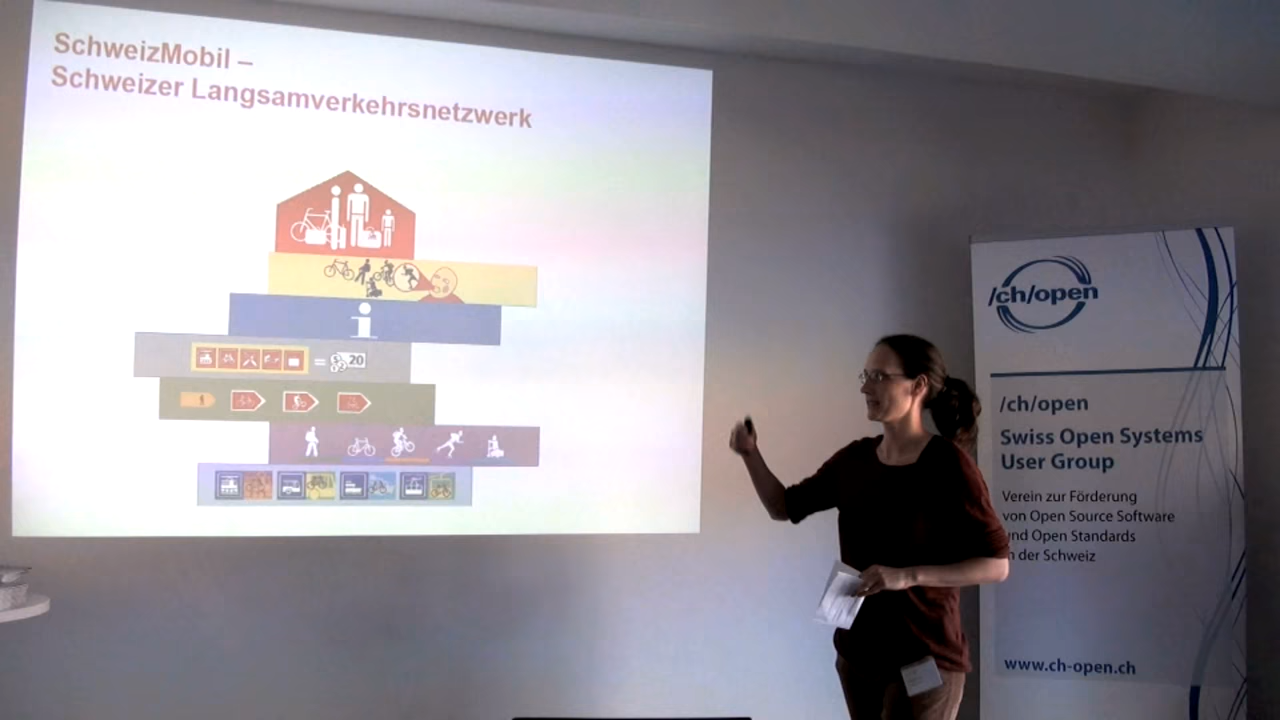 SchweizMobil –
Schweizer Langsamverkehrsnetzwerk
i
= 20
/ch/open
/ch/open
Swiss Open Systems
User Group
Verein zur Förderung
von Open Source Software
und Open Standards
in der Schweiz
www.ch-open.ch